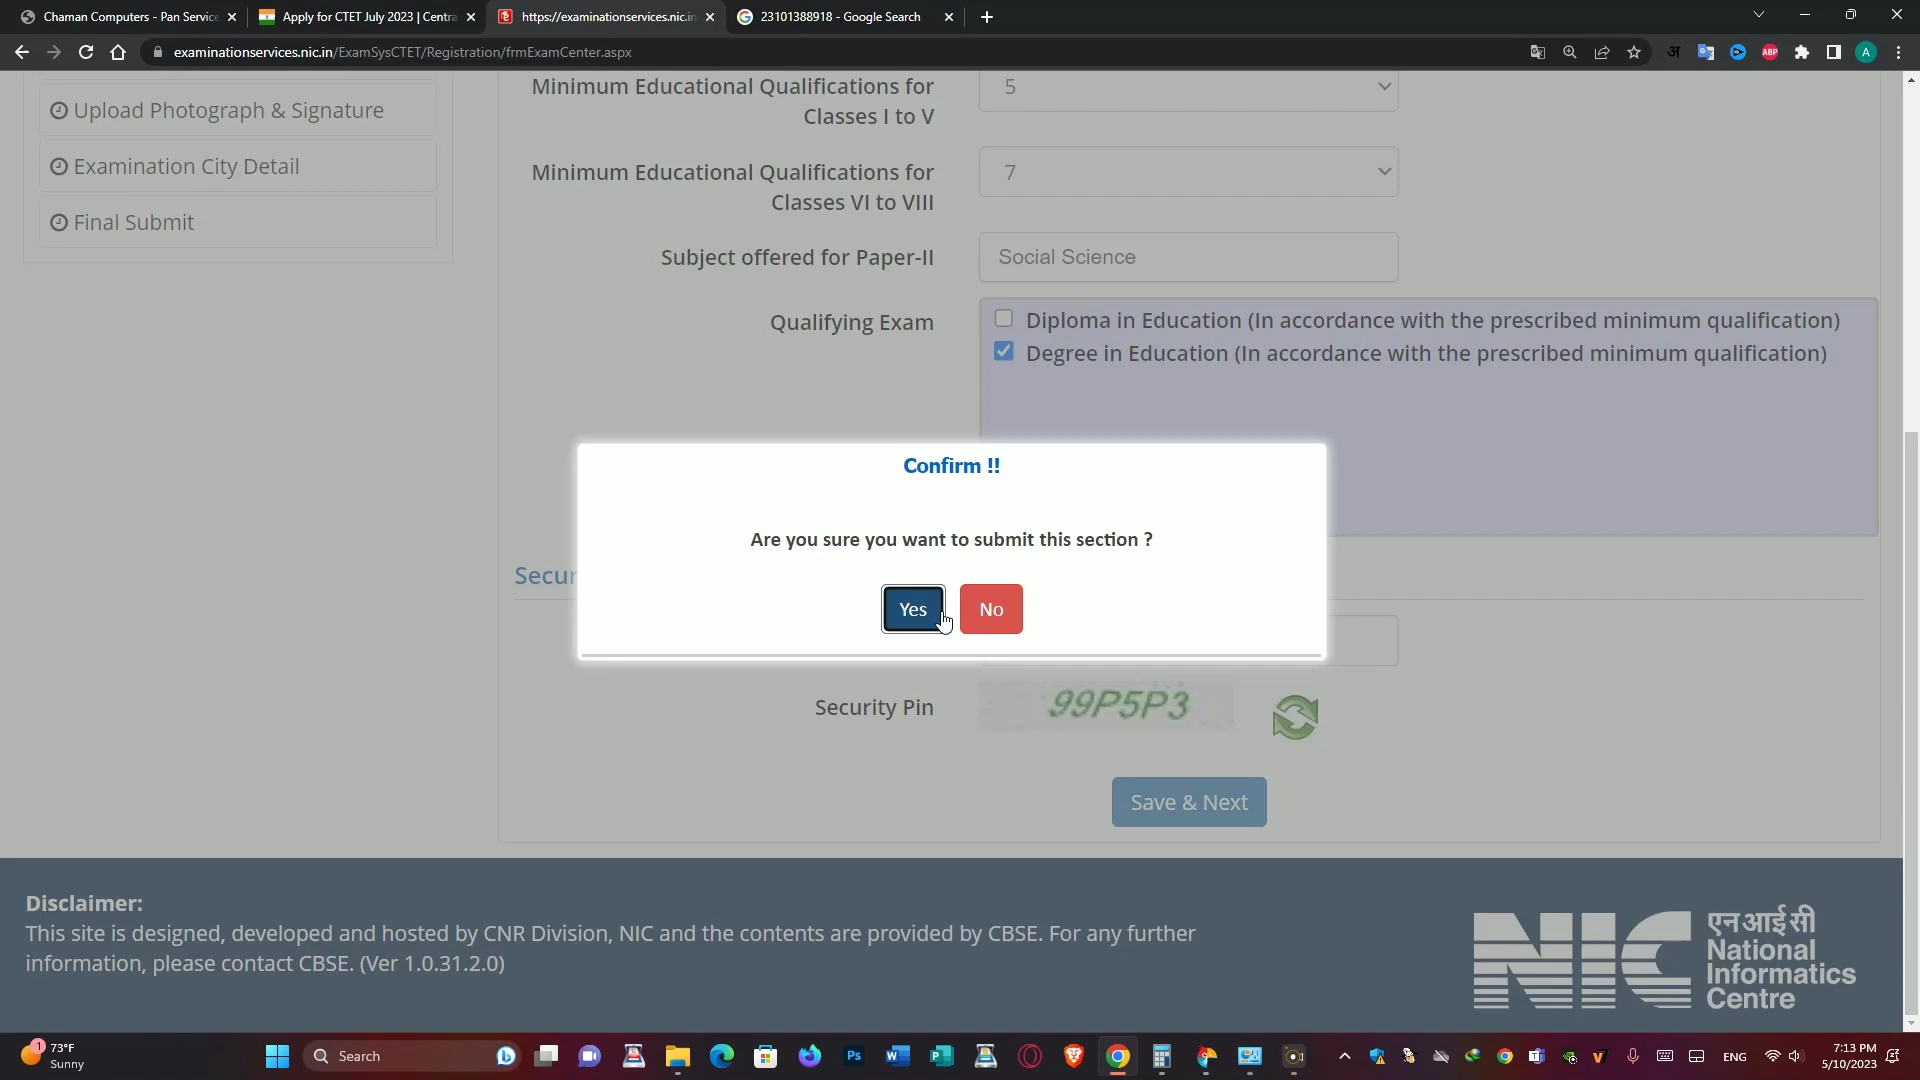 Chaman Computers - Pan Service
Apply for CTET July 2023 | Centra
https://examinationservices.nic.in
23101388918 - Google Search
examinationservices.nic.in/ExamSysCTET/Registration/frmExamCenter.aspx
अ
ABP
A
Upload Photograph & Signature
Examination City Detail
Final Submit
Minimum Educational Qualifications for
Classes I to V
5
Minimum Educational Qualifications for
Classes VI to VIII
7
Subject offered for Paper-II
Social Science
Qualifying Exam
Diploma in Education (In accordance with the prescribed minimum qualification)
Degree in Education (In accordance with the prescribed minimum qualification)
Confirm !!
Are you sure you want to submit this section ?
Yes
No
Secur
Security Pin
99P5P3
Save & Next
Disclaimer:
This site is designed, developed and hosted by CNR Division, NIC and the contents are provided by CBSE. For any further
information, please contact CBSE. (Ver 1.0.31.2.0)
NIC
एन आई सी
National
Informatics
Centre
1
73°F
Sunny
Search
Ps
ENG
7:13 PM
5/10/2023